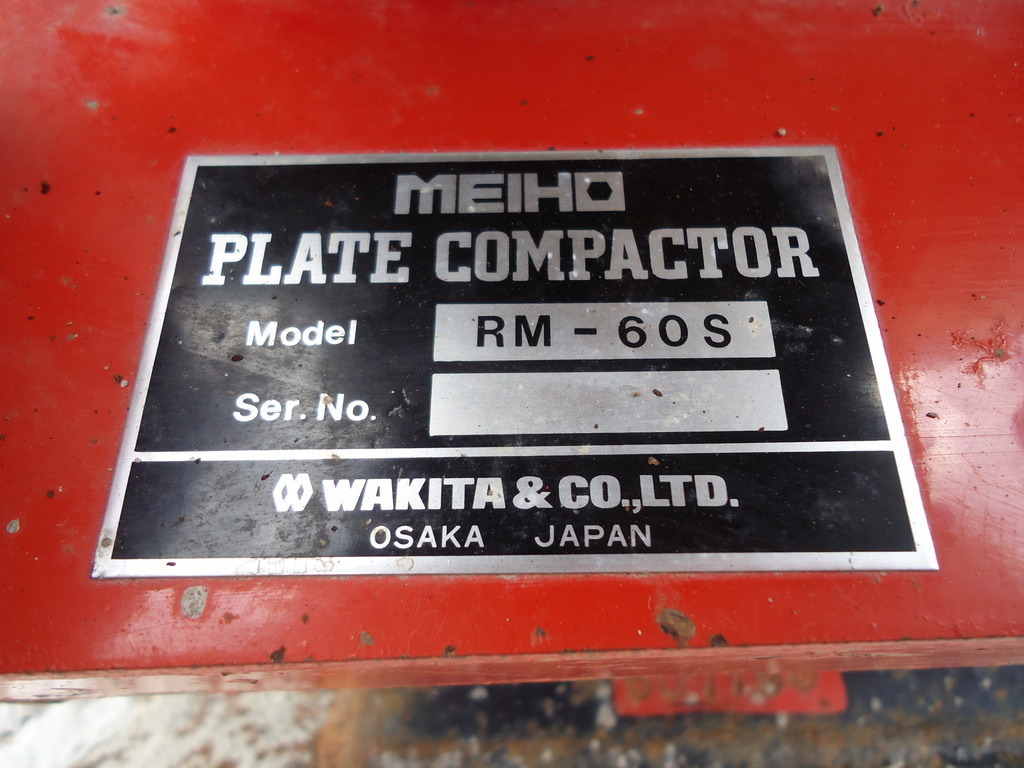 MEIHO
PLATE COMPACTOR
Model RM-60S
Ser. No.
WAKITA & CO.,LTD.
OSAKA JAPAN